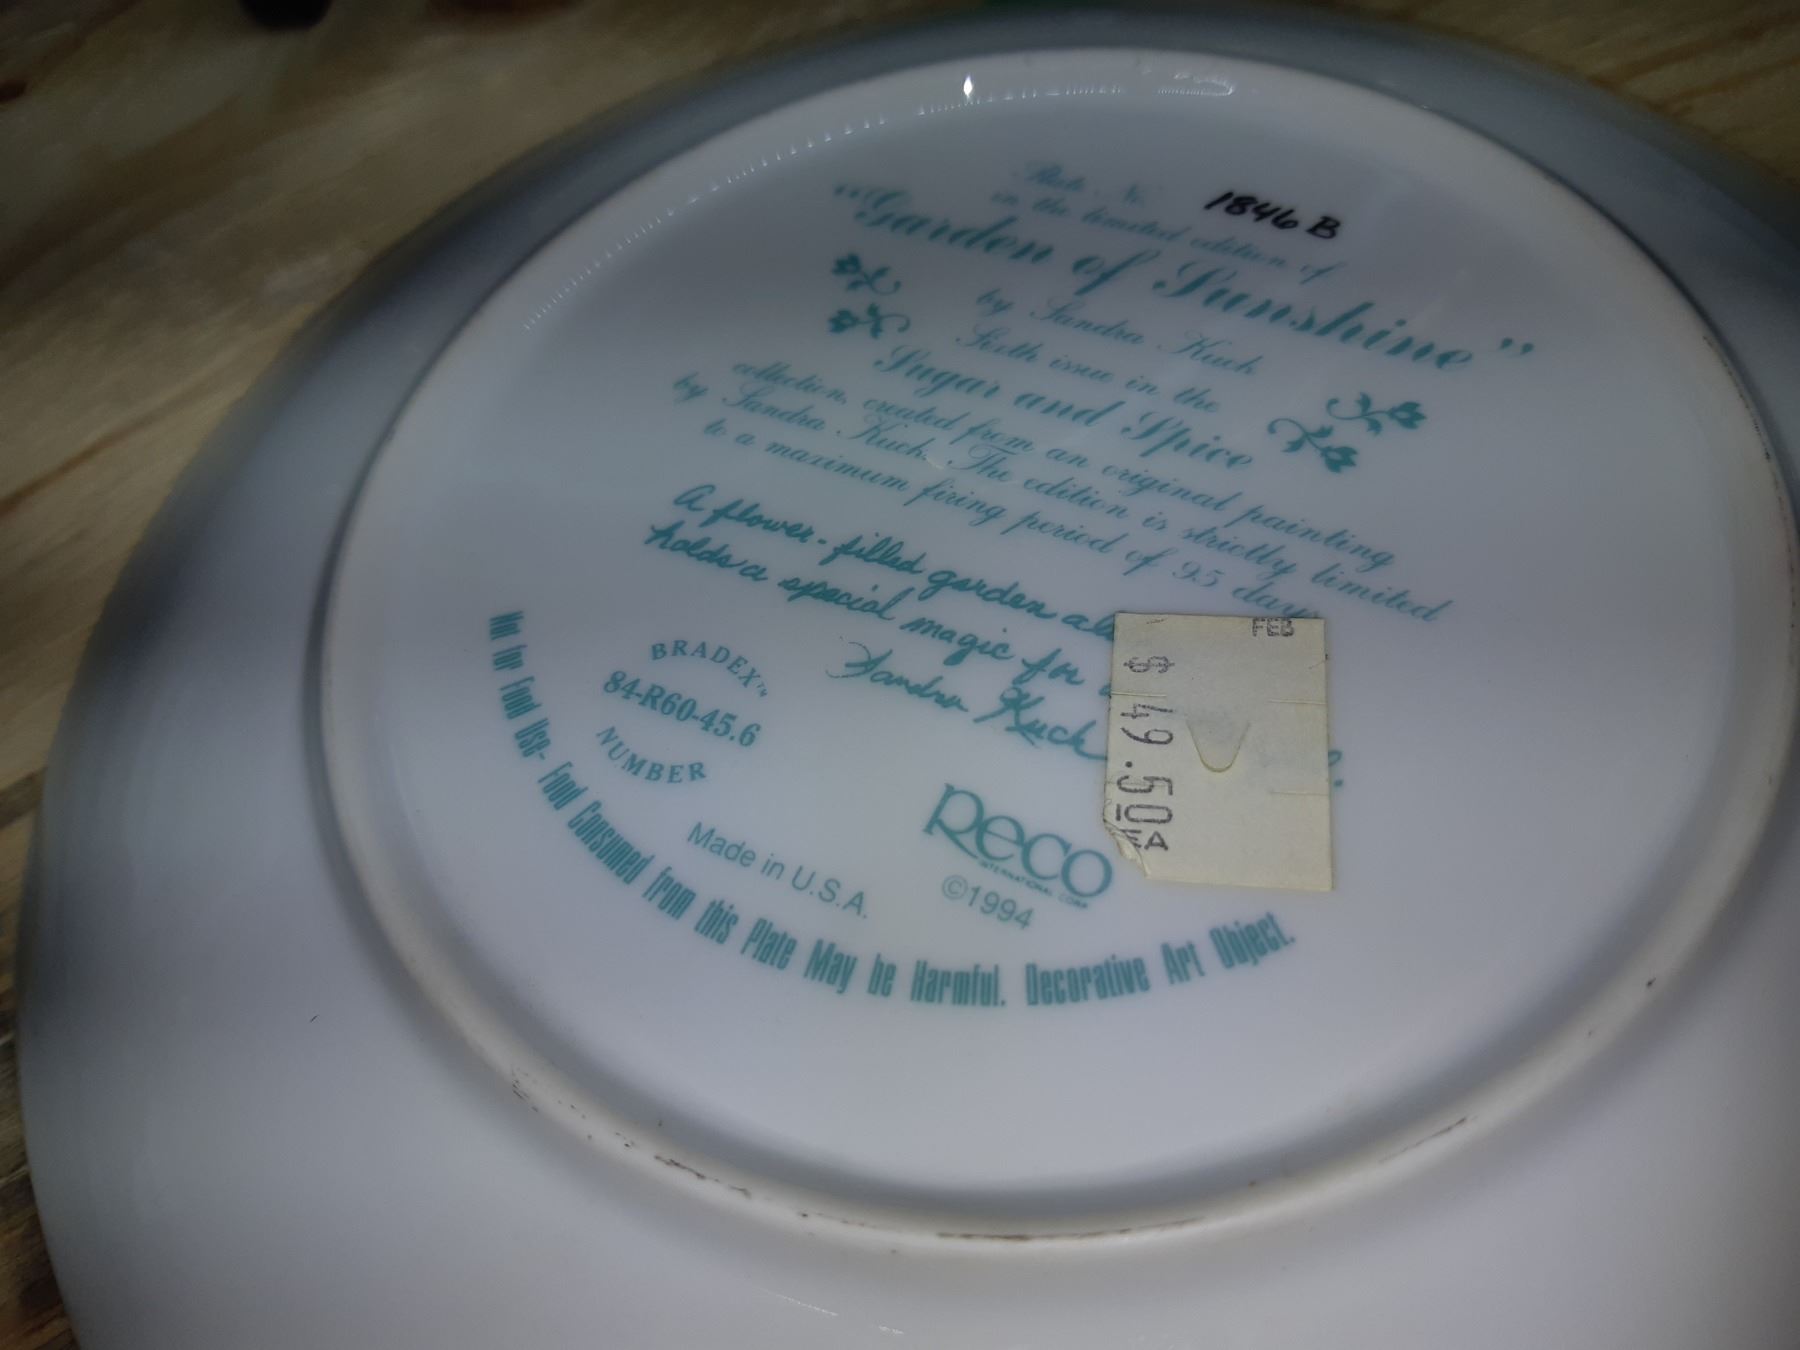 Plate No. 1846 B
in the limited edition of
"Garden of Sunshine"
by Sandra Kuck
Sixth issue in the
Sugar and Spice
collection, created from an original painting
by Sandra Kuck. The edition is strictly limited
to a maximum firing period of 95 days
A flower-filled garden
holds a special magic for
Sandra Kuck
FEB
$ 49.50
BRADEX™
84-R60-45.6
NUMBER
Made in U.S.A.
Reco
INTERNATIONAL CORP.
©1994
Not for Food Use- Food Consumed from this Plate May be Harmful. Decorative Art Object.